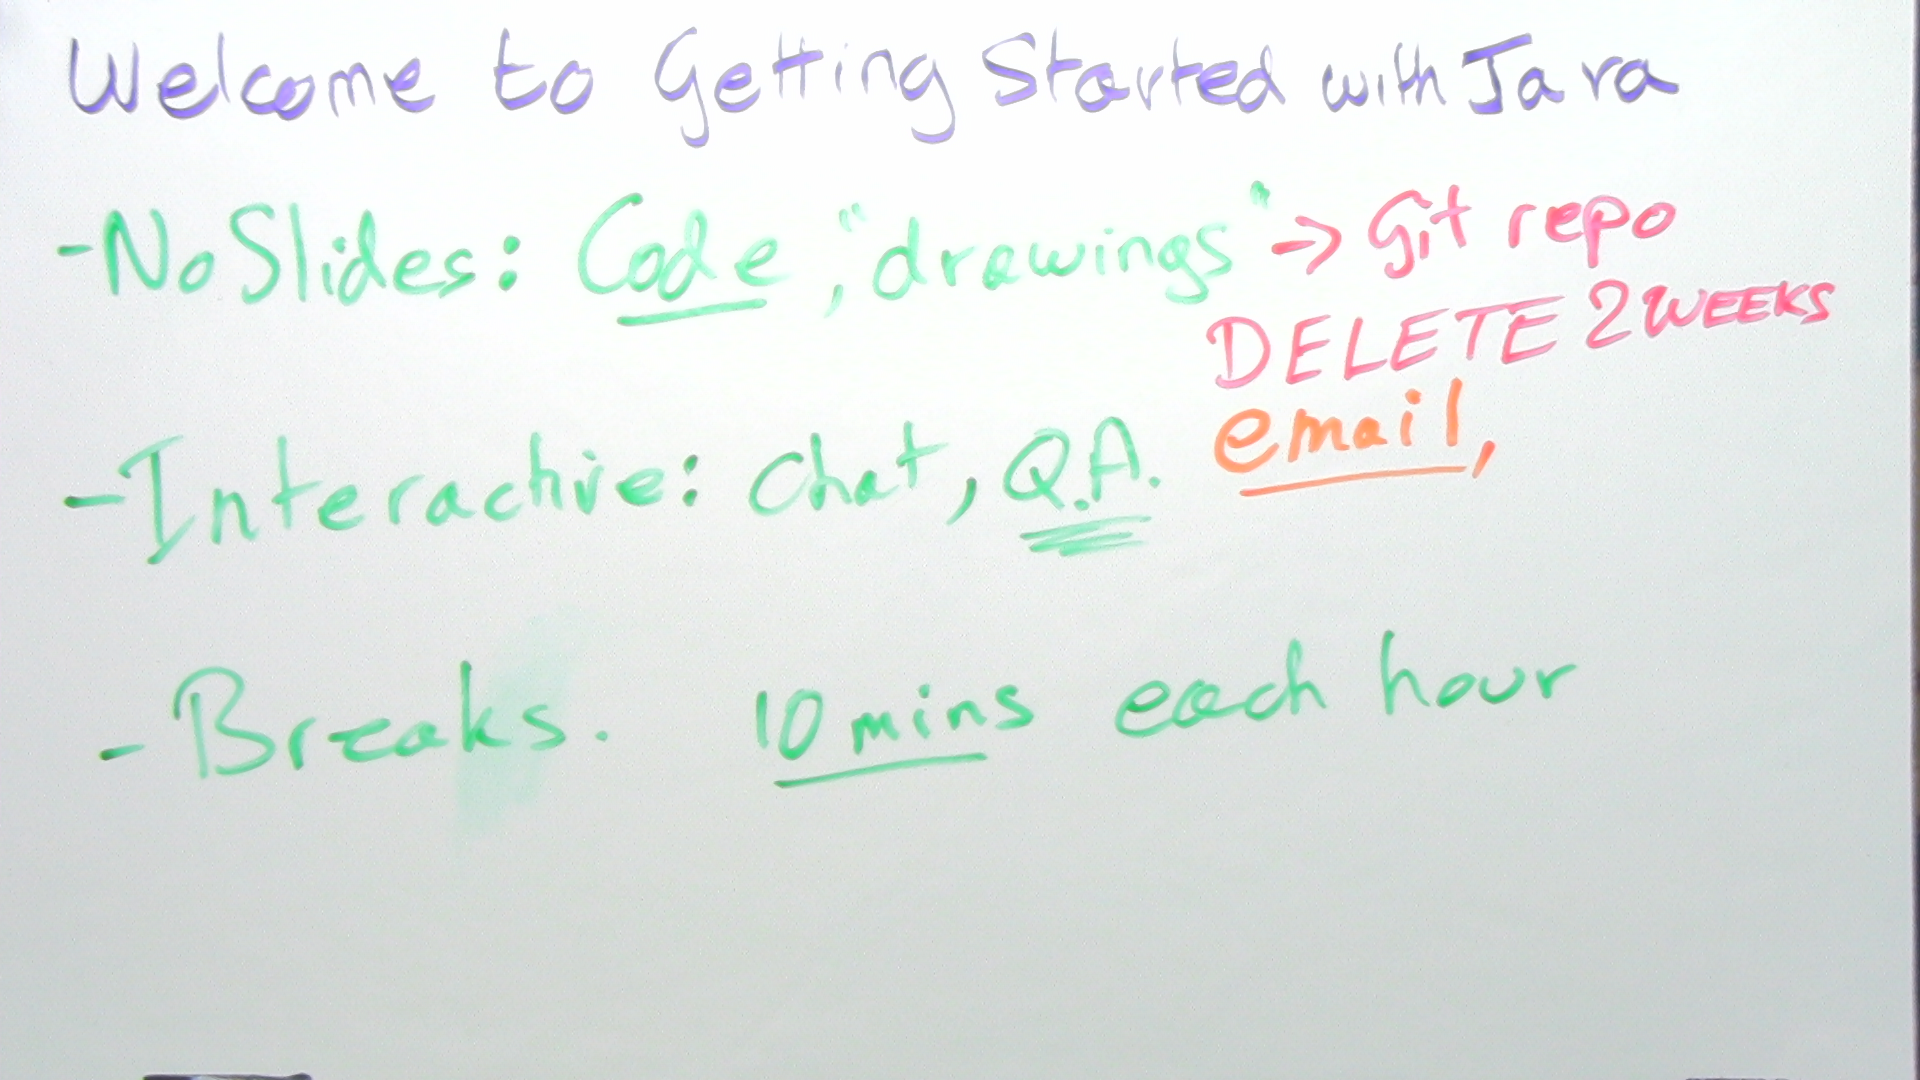 Welcome to Getting Started with Java
- No Slides: Code, "drawings" -> Git repo
DELETE 2 WEEKS
- Interactive: Chat, Q.A. email,
- Breaks. 10 mins each hour